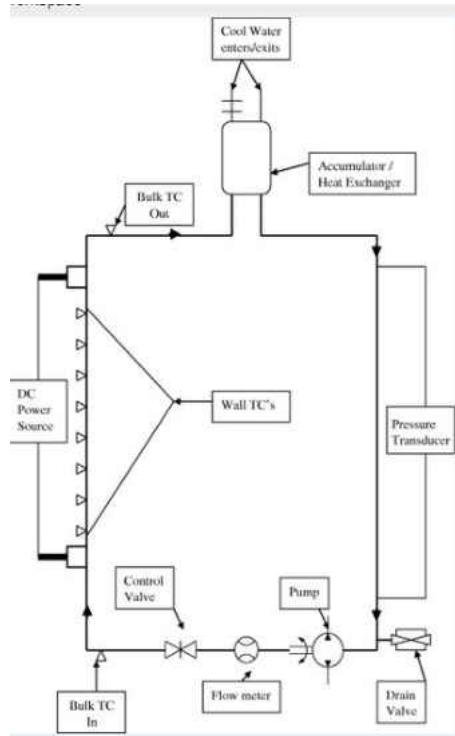 Cool Water
enters/exits
Accumulator /
Heat Exchanger
Bulk TC
Out
DC
Power
Source
Wall TC's
Pressure
Transducer
Control
Valve
Pump
Flow meter
Drain
Valve
Bulk TC
In